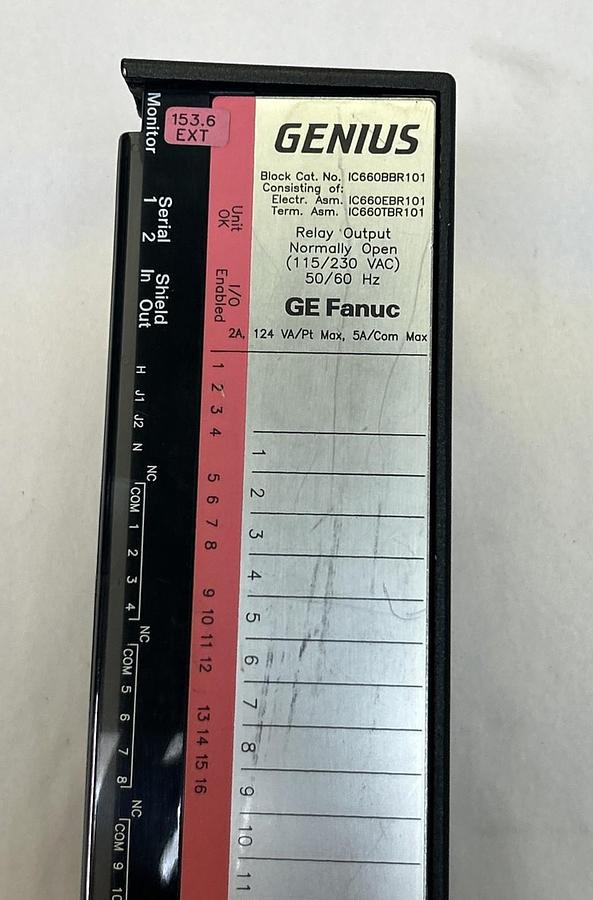 Monitor
153.6
EXT
GENIUS
Block Cat. No. IC660BBR101
Consisting of:
Electr. Asm. IC660EBR101
Term. Asm. IC660TBR101
Relay Output
Normally Open
(115/230 VAC)
50/60 Hz
GE Fanuc
2A, 124 VA/Pt Max, 5A/Com Max
Unit
OK
I/O
Enabled
Serial
1 2
Shield
In Out
H
J1
J2
N
NC
COM
1
2
3
4
NC
COM
5
6
7
8
NC
COM
9
10
1
2
3
4
5
6
7
8
9
10
11
12
13
14
15
16
1
2
3
4
5
6
7
8
9
10
11